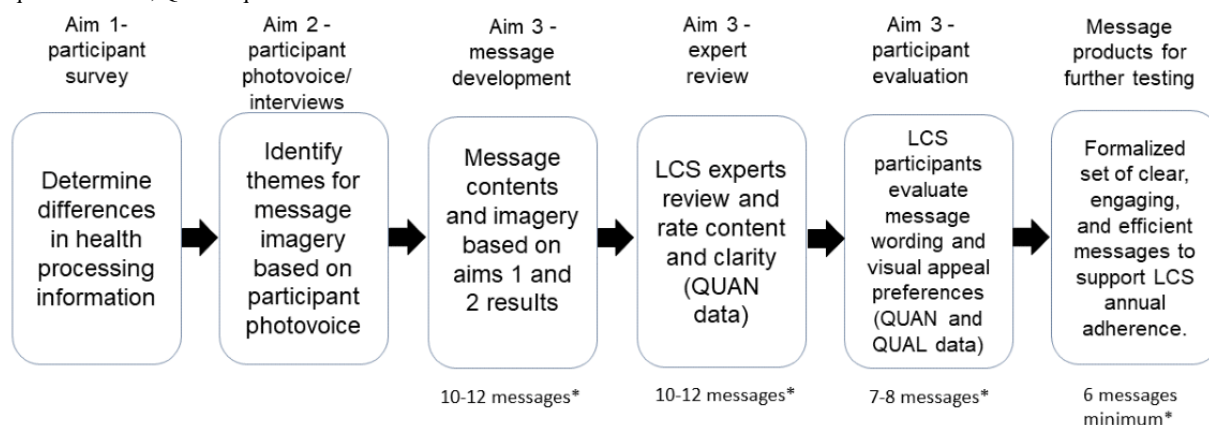 Aim 1-
participant
survey
Aim 2 -
participant
photovoice/
interviews
Aim 3 -
message
development
Aim 3 -
expert
review
Aim 3 -
participant
evaluation
Message
products for
further testing
Determine
differences
in health
processing
information
Identify
themes for
message
imagery
based on
participant
photovoice
Message
contents
and imagery
based on
aims 1 and
2 results
LCS experts
review and
rate content
and clarity
(QUAN
data)
LCS
participants
evaluate
message
wording and
visual appeal
preferences
(QUAN and
QUAL data)
Formalized
set of clear,
engaging,
and efficient
messages to
support LCS
annual
adherence.
10-12 messages*
10-12 messages*
7-8 messages*
6 messages
minimum*